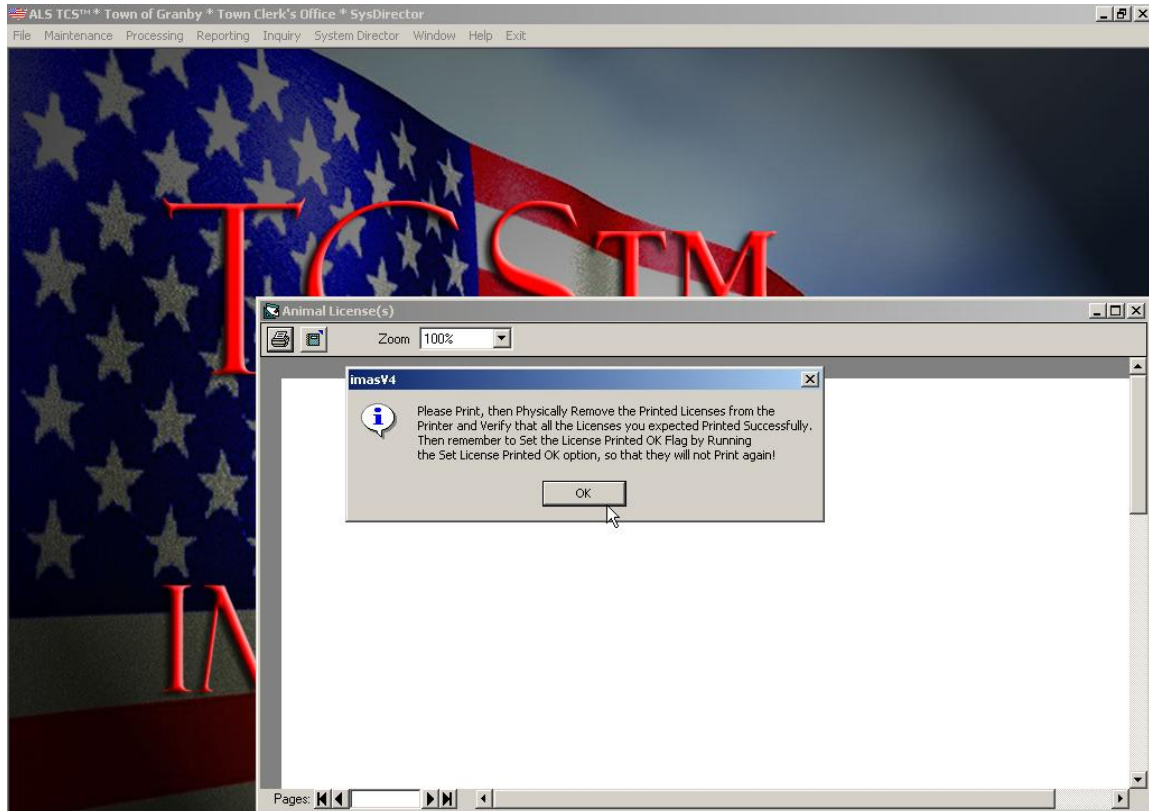 ALS TCS™ * Town of Granby * Town Clerk's Office * SysDirector
File Maintenance Processing Reporting Inquiry System Director Window Help Exit
TCSTM
Animal License(s)
Zoom 100%
imasV4
Please Print, then Physically Remove the Printed Licenses from the
Printer and Verify that all the Licenses you expected Printed Successfully.
Then remember to Set the License Printed OK Flag by Running
the Set License Printed OK option, so that they will not Print again!
OK
Pages: